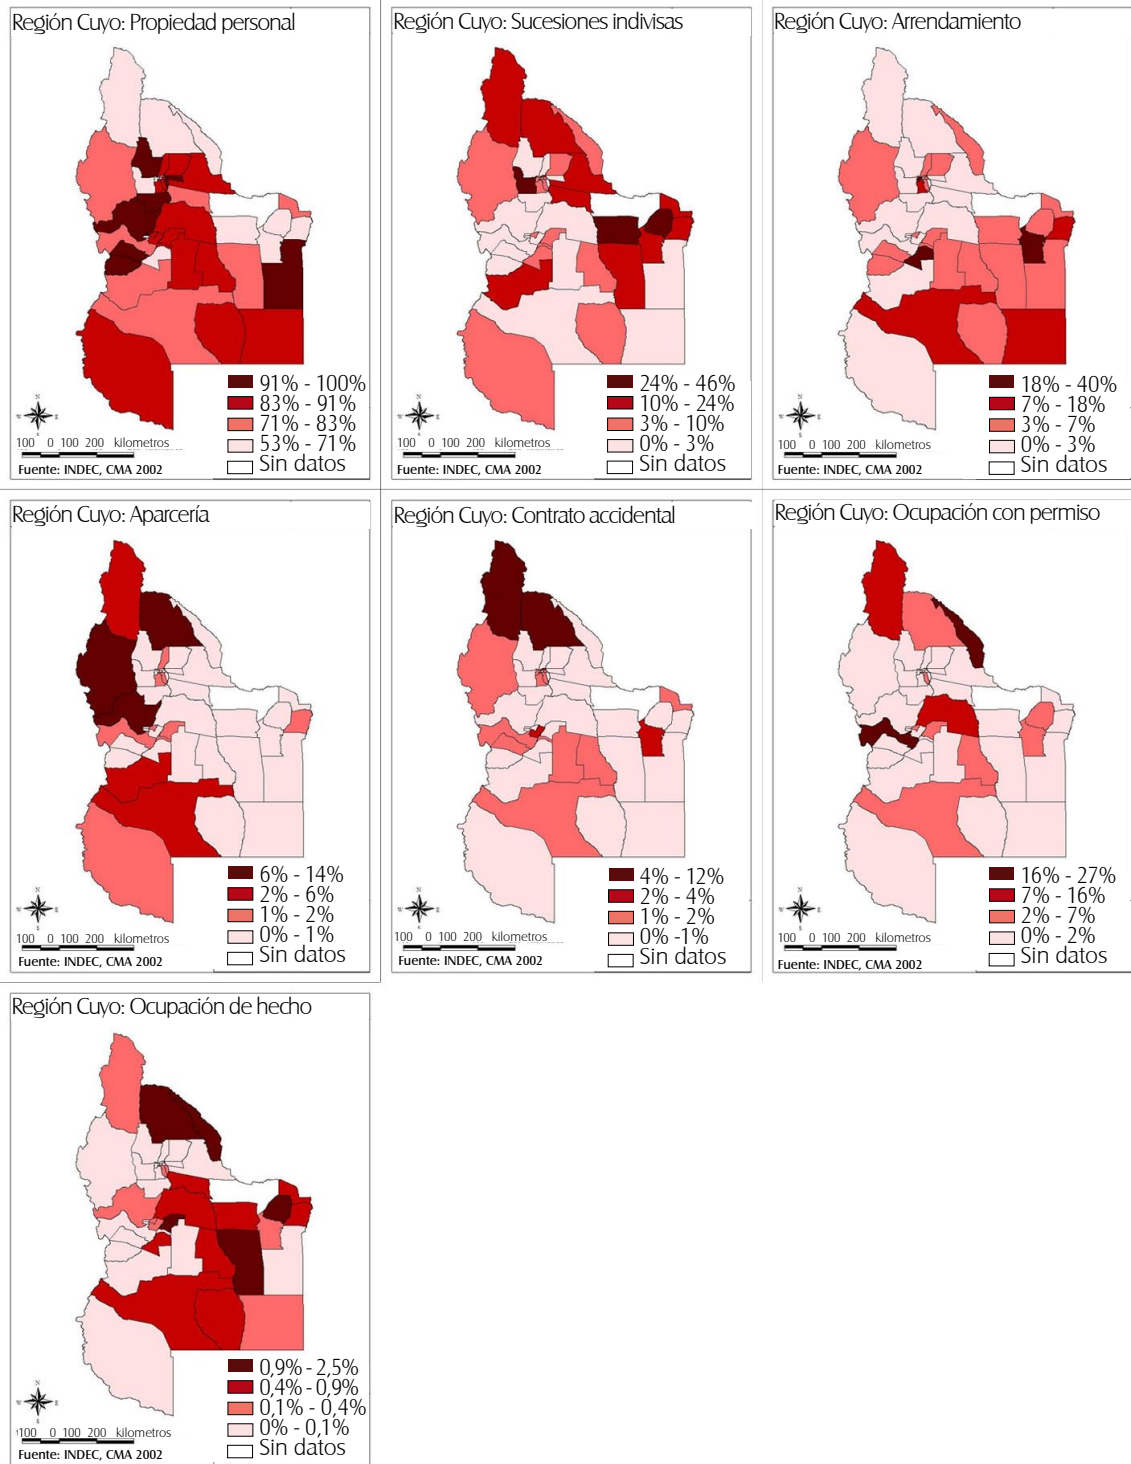 Región Cuyo: Propiedad personal
91% - 100%
83% - 91%
71% - 83%
53% - 71%
Sin datos
100 0 100 200 kilometros
Fuente: INDEC, CMA 2002
Región Cuyo: Sucesiones indivisas
24% - 46%
10% - 24%
3% - 10%
0% - 3%
Sin datos
100 0 100 200 kilometros
Fuente: INDEC, CMA 2002
Región Cuyo: Arrendamiento
18% - 40%
7% - 18%
3% - 7%
0% - 3%
Sin datos
100 0 100 200 kilometros
Fuente: INDEC, CMA 2002
Región Cuyo: Aparcería
6% - 14%
2% - 6%
1% - 2%
0% - 1%
Sin datos
100 0 100 200 kilometros
Fuente: INDEC, CMA 2002
Región Cuyo: Contrato accidental
4% - 12%
2% - 4%
1% - 2%
0% -1%
Sin datos
100 0 100 200 kilometros
Fuente: INDEC, CMA 2002
Región Cuyo: Ocupación con permiso
16% - 27%
7% - 16%
2% - 7%
0% - 2%
Sin datos
100 0 100 200 kilometros
Fuente: INDEC, CMA 2002
Región Cuyo: Ocupación de hecho
0,9% - 2,5%
0,4% - 0,9%
0,1% - 0,4%
0% - 0,1%
Sin datos
100 0 100 200 kilometros
Fuente: INDEC, CMA 2002